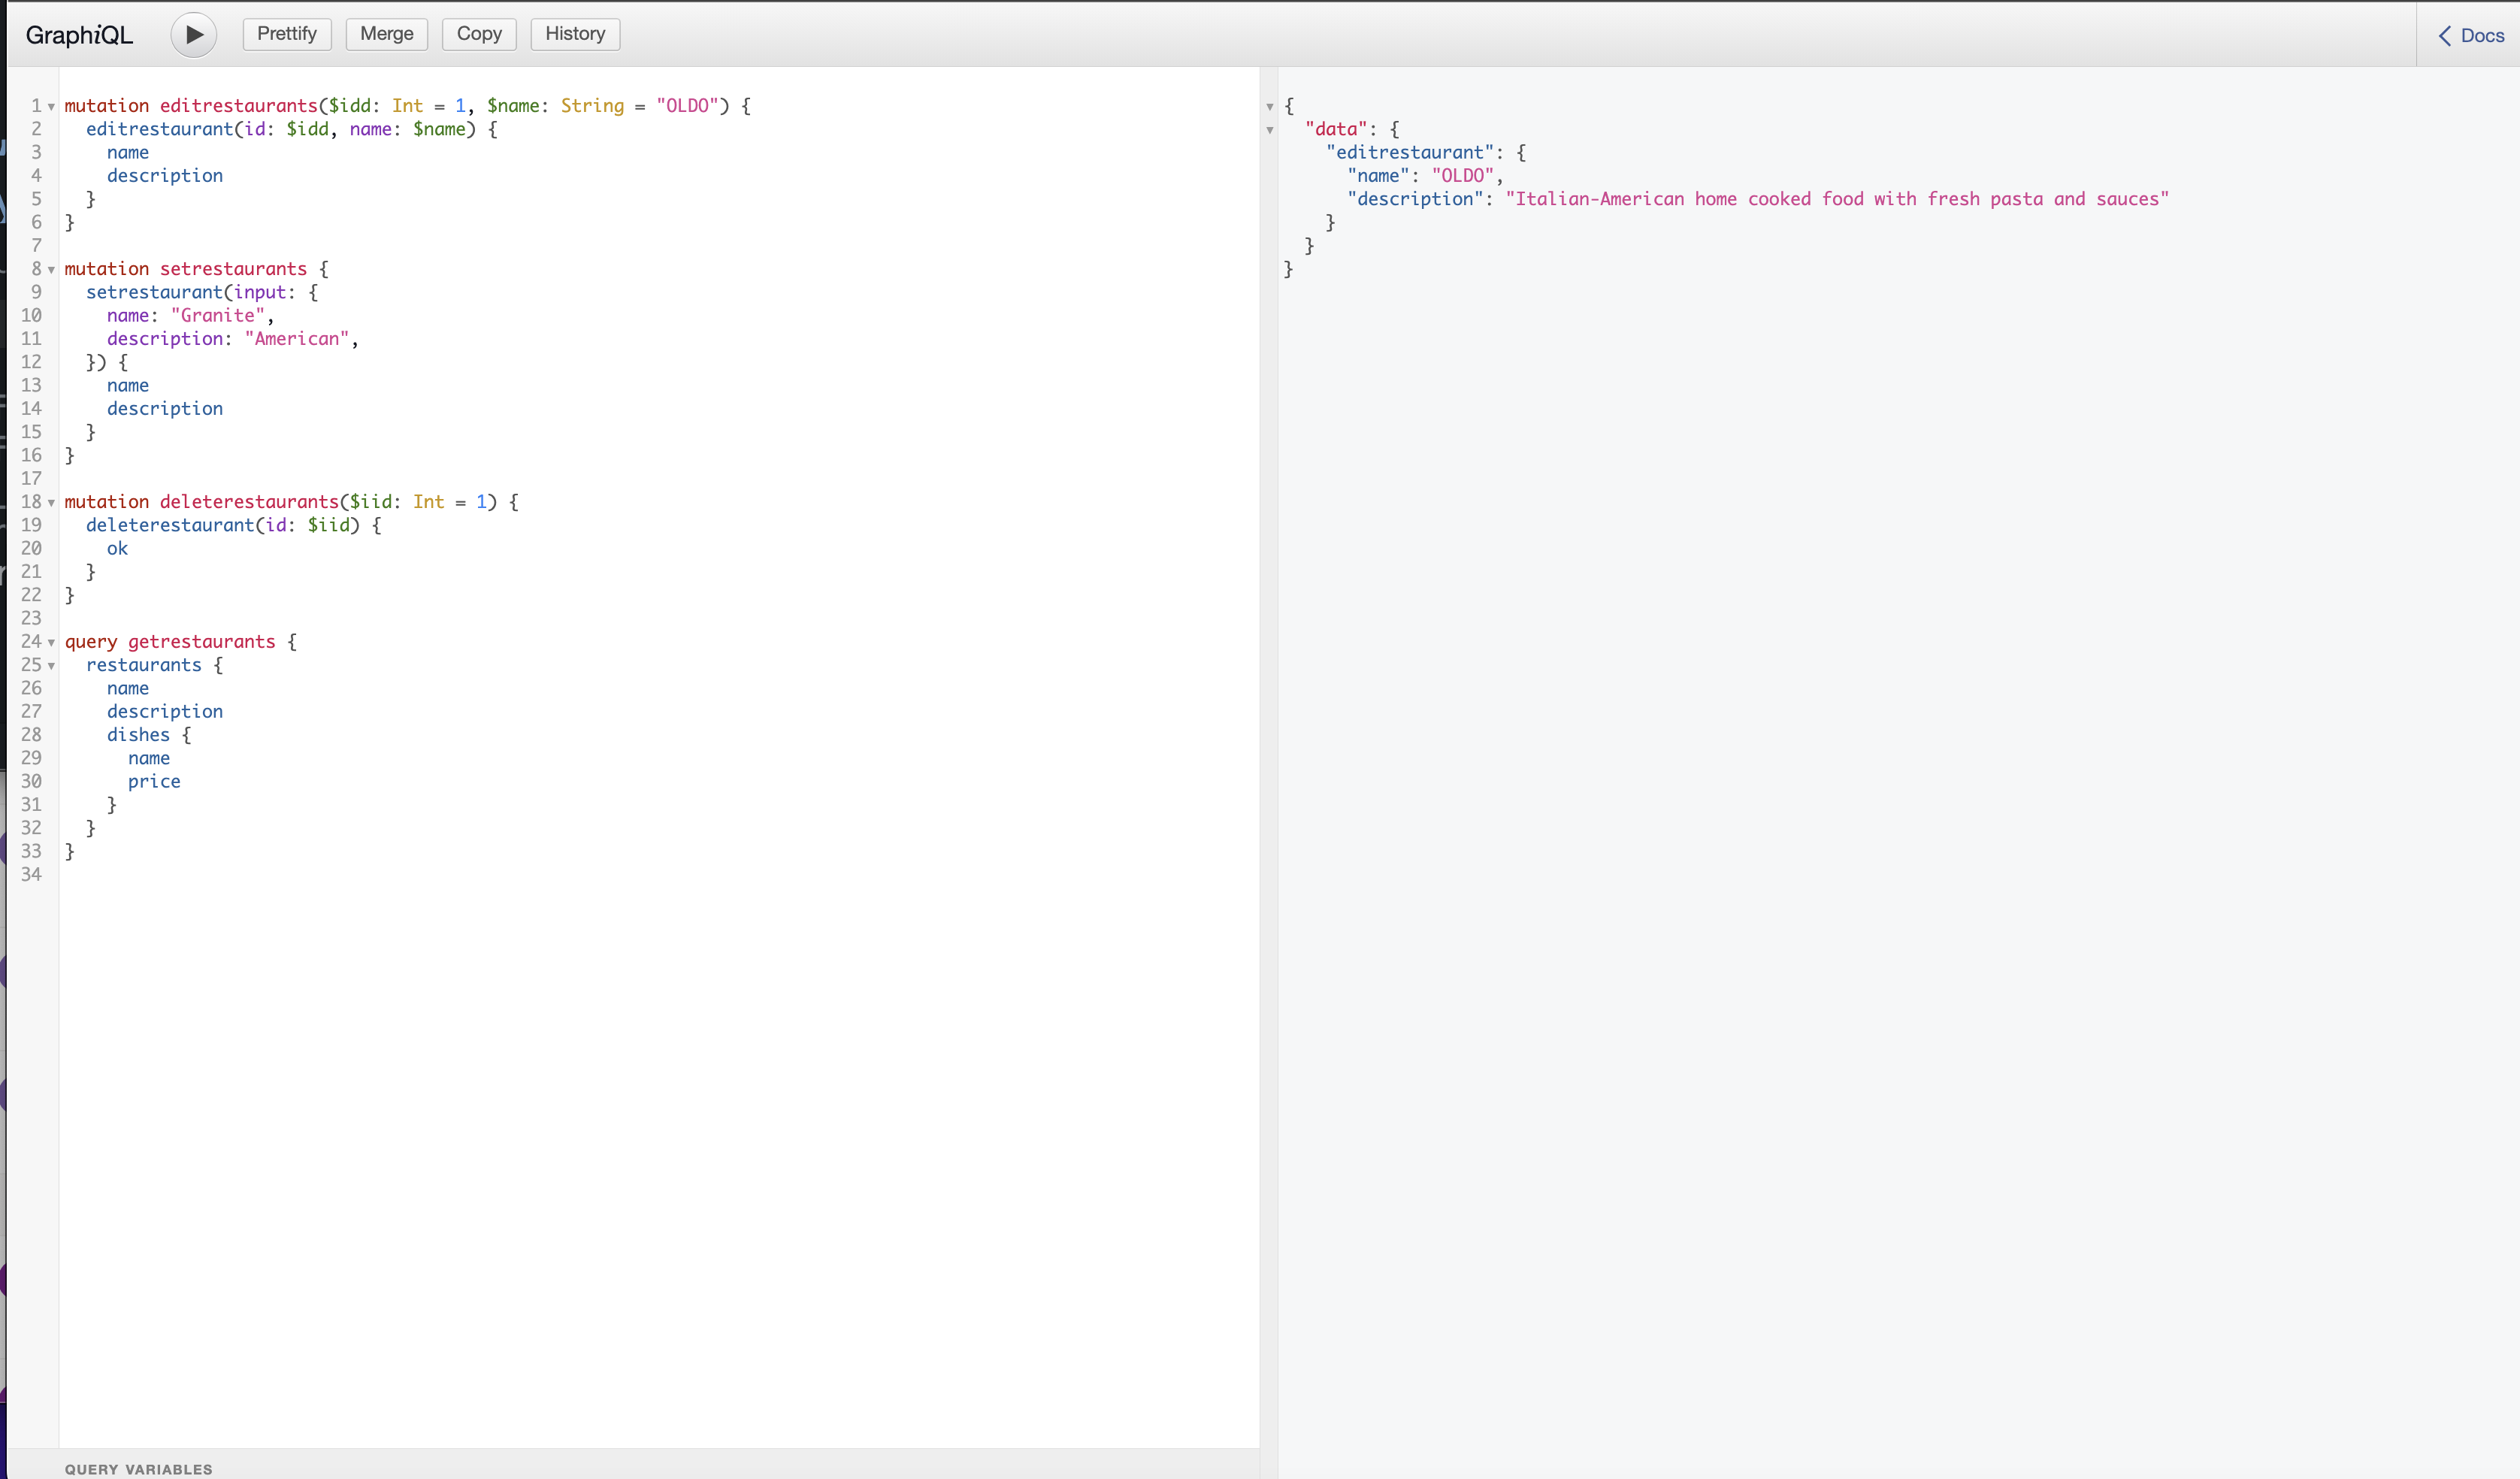 GraphiQL Prettify Merge Copy History Docs
1 mutation editrestaurants($idd: Int = 1, $name: String = "OLDO") {
2   editrestaurant(id: $idd, name: $name) {
3     name
4     description
5   }
6 }
7
8 mutation setrestaurants {
9   setrestaurant(input: {
10     name: "Granite",
11     description: "American",
12   }) {
13     name
14     description
15   }
16 }
17
18 mutation deleterestaurants($iid: Int = 1) {
19   deleterestaurant(id: $iid) {
20     ok
21   }
22 }
23
24 query getrestaurants {
25   restaurants {
26     name
27     description
28     dishes {
29       name
30       price
31     }
32   }
33 }
34
QUERY VARIABLES
{
  "data": {
    "editrestaurant": {
      "name": "OLDO",
      "description": "Italian-American home cooked food with fresh pasta and sauces"
    }
  }
}